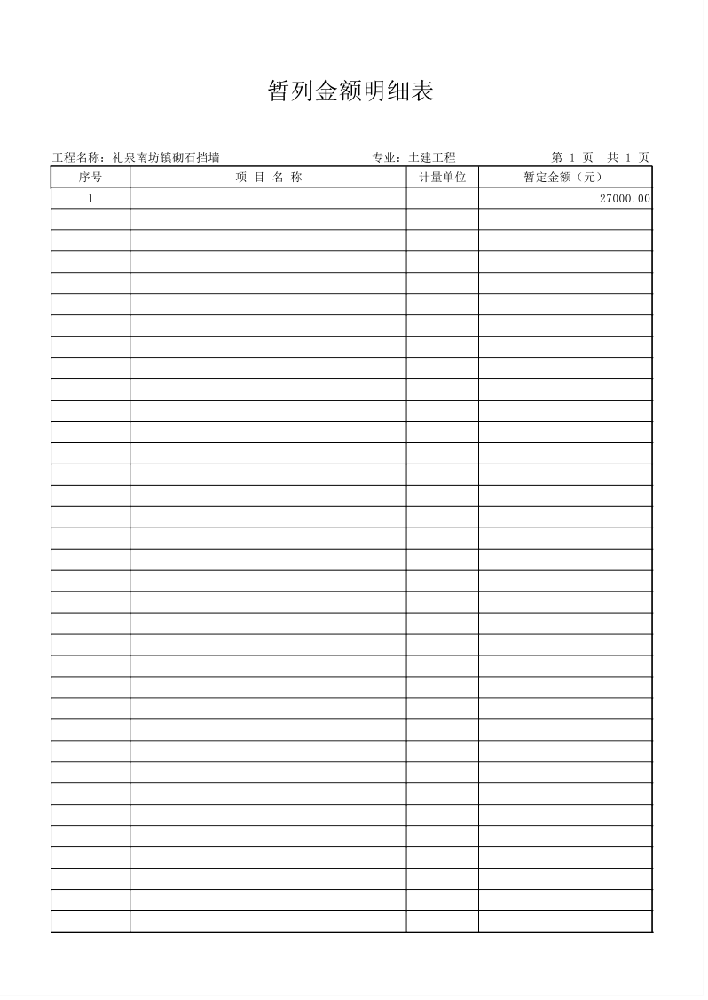 暂列金额明细表
工程名称：礼泉南坊镇砌石挡墙 专业：土建工程 第 1 页 共 1 页
序号 项 目 名 称 计量单位 暂定金额（元）
1 27000.00